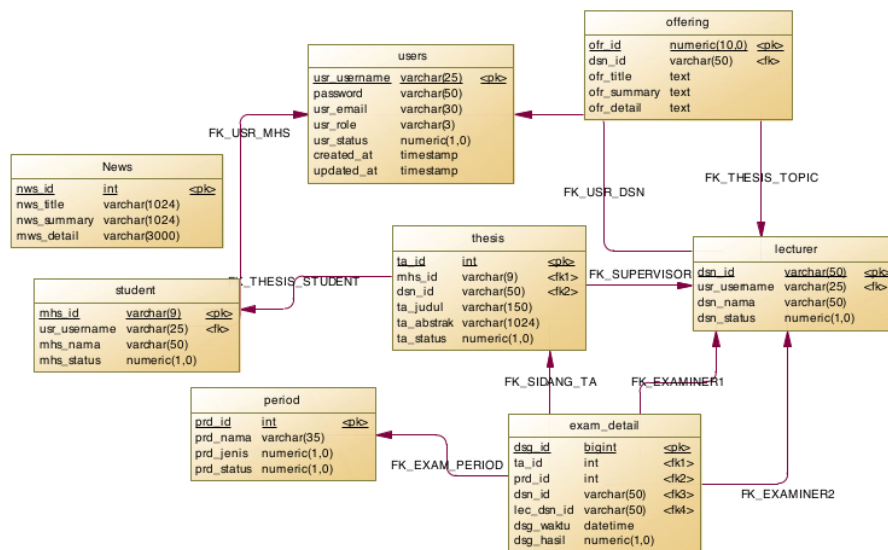 offering
ofr_id numeric(10,0) <pk>
dsn_id varchar(50) <fk>
ofr_title text
ofr_summary text
ofr_detail text
users
usr_username varchar(25) <pk>
password varchar(50)
usr_email varchar(30)
usr_role varchar(3)
usr_status numeric(1,0)
created_at timestamp
updated_at timestamp
FK_USR_MHS
FK_USR_DSN
FK_THESIS_TOPIC
News
nws_id int <pk>
nws_title varchar(1024)
nws_summary varchar(1024)
mws_detail varchar(3000)
thesis
ta_id int <pk>
mhs_id varchar(9) <fk1>
dsn_id varchar(50) <fk2>
ta_judul varchar(150)
ta_abstrak varchar(1024)
ta_status numeric(1,0)
FK_SUPERVISOR
lecturer
dsn_id varchar(50) <pk>
usr_username varchar(25) <fk>
dsn_nama varchar(50)
dsn_status numeric(1,0)
FK_THESIS_STUDENT
student
mhs_id varchar(9) <pk>
usr_username varchar(25) <fk>
mhs_nama varchar(50)
mhs_status numeric(1,0)
FK_SIDANG_TA
FK_EXAMINER1
period
prd_id int <pk>
prd_nama varchar(35)
prd_jenis numeric(1,0)
prd_status numeric(1,0)
FK_EXAM_PERIOD
exam_detail
dsg_id bigint <pk>
ta_id int <fk1>
prd_id int <fk2>
dsn_id varchar(50) <fk3>
lec_dsn_id varchar(50) <fk4>
dsg_waktu datetime
dsg_hasil numeric(1,0)
FK_EXAMINER2